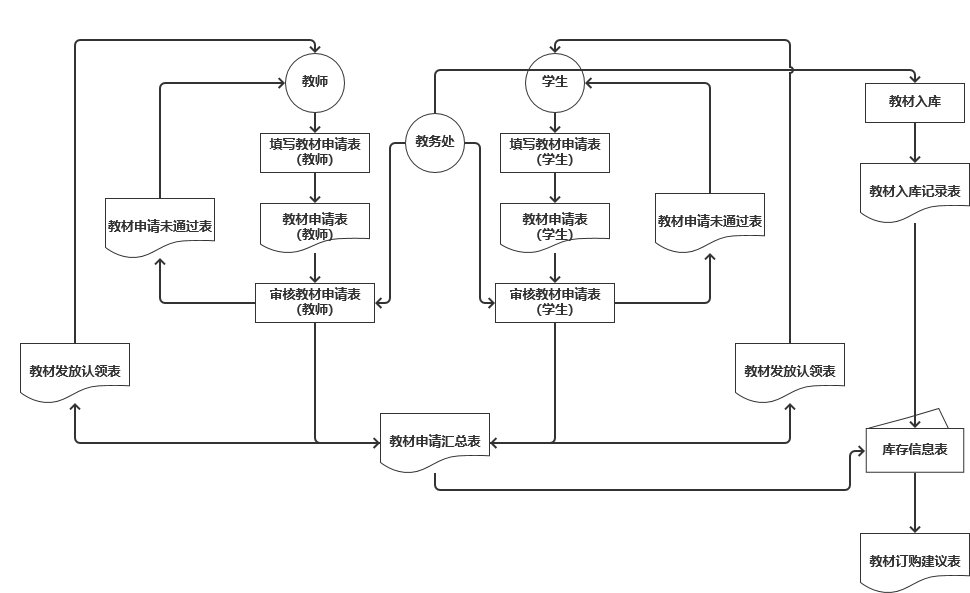 教师
学生
教材入库
教务处
填写教材申请表
(教师)
填写教材申请表
(学生)
教材入库记录表
教材申请未通过表
教材申请表
(教师)
教材申请表
(学生)
教材申请未通过表
审核教材申请表
(教师)
审核教材申请表
(学生)
教材发放认领表
教材发放认领表
教材申请汇总表
库存信息表
教材订购建议表